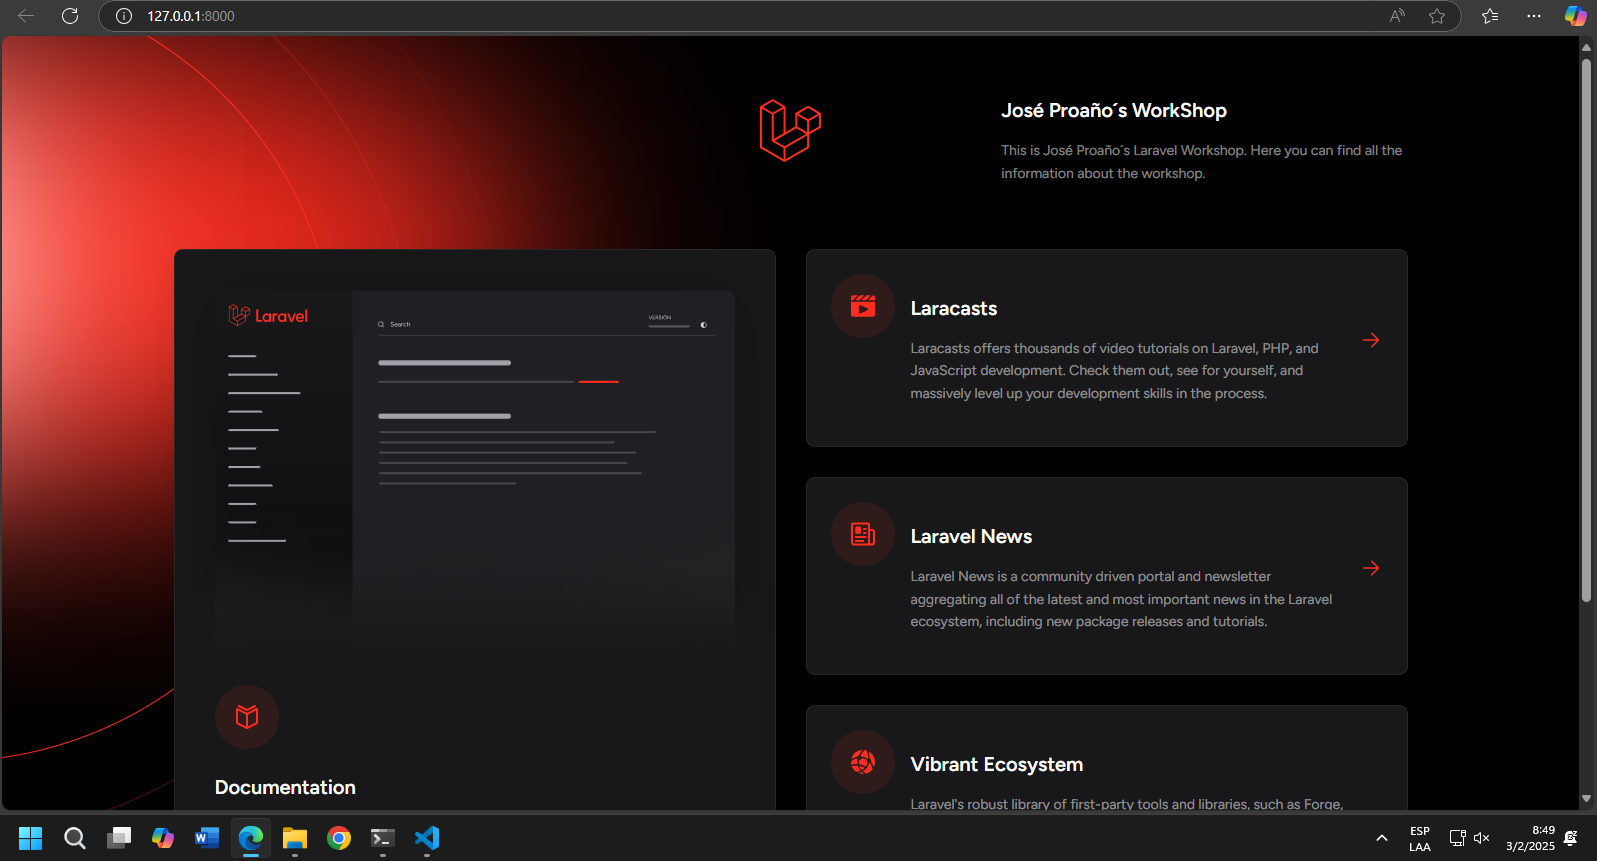 127.0.0.1:8000
José Proaño´s WorkShop
This is José Proaño´s Laravel Workshop. Here you can find all the
information about the workshop.
Laravel
Search
VERSION
Documentation
Laracasts
Laracasts offers thousands of video tutorials on Laravel, PHP, and
JavaScript development. Check them out, see for yourself, and
massively level up your development skills in the process.
Laravel News
Laravel News is a community driven portal and newsletter
aggregating all of the latest and most important news in the Laravel
ecosystem, including new package releases and tutorials.
Vibrant Ecosystem
Laravel's robust library of first-party tools and libraries, such as Forge,
ESP
LAA
8:49
3/2/2025